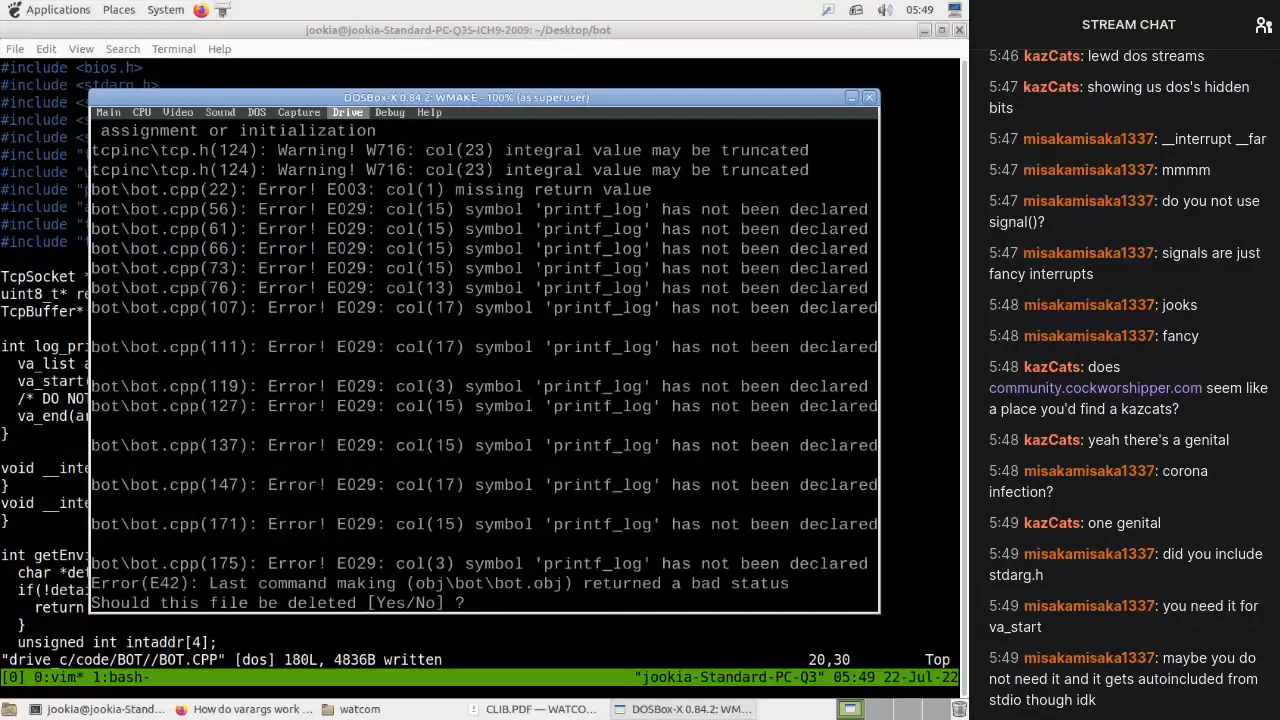 Applications Places System 05:49
jookia@jookia-Standard-PC-Q35-ICH9-2009: ~/Desktop/bot
File Edit View Search Terminal Help
#include <bios.h>
#include <stdarg.h>
DOSBox-X 0.84.2: WMAKE - 100% (as superuser)
Main CPU Video Sound DOS Capture Drive Debug Help
assignment or initialization
tcpinc\tcp.h(124): Warning! W716: col(23) integral value may be truncated
tcpinc\tcp.h(124): Warning! W716: col(23) integral value may be truncated
bot\bot.cpp(22): Error! E003: col(1) missing return value
bot\bot.cpp(56): Error! E029: col(15) symbol 'printf_log' has not been declared
bot\bot.cpp(61): Error! E029: col(15) symbol 'printf_log' has not been declared
bot\bot.cpp(66): Error! E029: col(15) symbol 'printf_log' has not been declared
bot\bot.cpp(73): Error! E029: col(15) symbol 'printf_log' has not been declared
bot\bot.cpp(76): Error! E029: col(13) symbol 'printf_log' has not been declared
bot\bot.cpp(107): Error! E029: col(17) symbol 'printf_log' has not been declared
bot\bot.cpp(111): Error! E029: col(17) symbol 'printf_log' has not been declared
bot\bot.cpp(119): Error! E029: col(3) symbol 'printf_log' has not been declared
bot\bot.cpp(127): Error! E029: col(15) symbol 'printf_log' has not been declared
bot\bot.cpp(137): Error! E029: col(15) symbol 'printf_log' has not been declared
bot\bot.cpp(147): Error! E029: col(17) symbol 'printf_log' has not been declared
bot\bot.cpp(171): Error! E029: col(15) symbol 'printf_log' has not been declared
bot\bot.cpp(175): Error! E029: col(3) symbol 'printf_log' has not been declared
Error(E42): Last command making (obj\bot\bot.obj) returned a bad status
Should this file be deleted [Yes/No] ?
#include <s
#include <s
#include <s
#include "
#include "t
#include "t
#include "t
#include "f
TcpSocket *
uint8_t* re
TcpBuffer*
int log_pri
va_list a
va_start(
/* DO NOT
va_end(ar
}
void __inte
}
void __inte
}
int getEnv
char *det
if(!detai
return
}
unsigned int intaddr[4];
"drive_c/code/BOT//BOT.CPP" [dos] 180L, 4836B written 20,30 Top
[0] 0:vim* 1:bash- "jookia-Standard-PC-Q3" 05:49 22-Jul-22
jookia@jookia-Stand... How do varargs work ... watcom CLIB.PDF — WATCO... DOSBox-X 0.84.2: WM...
STREAM CHAT
5:46 kazCats: lewd dos streams
5:47 kazCats: showing us dos's hidden
bits
5:47 misakamisaka1337: __interrupt __far
5:47 misakamisaka1337: mmmm
5:47 misakamisaka1337: do you not use
signal()?
5:47 misakamisaka1337: signals are just
fancy interrupts
5:48 misakamisaka1337: jooks
5:48 misakamisaka1337: fancy
5:48 kazCats: does
community.cockworshipper.com seem like
a place you'd find a kazcats?
5:48 kazCats: yeah there's a genital
5:48 misakamisaka1337: corona
infection?
5:49 kazCats: one genital
5:49 misakamisaka1337: did you include
stdarg.h
5:49 misakamisaka1337: you need it for
va_start
5:49 misakamisaka1337: maybe you do
not need it and it gets autoincluded from
stdio though idk